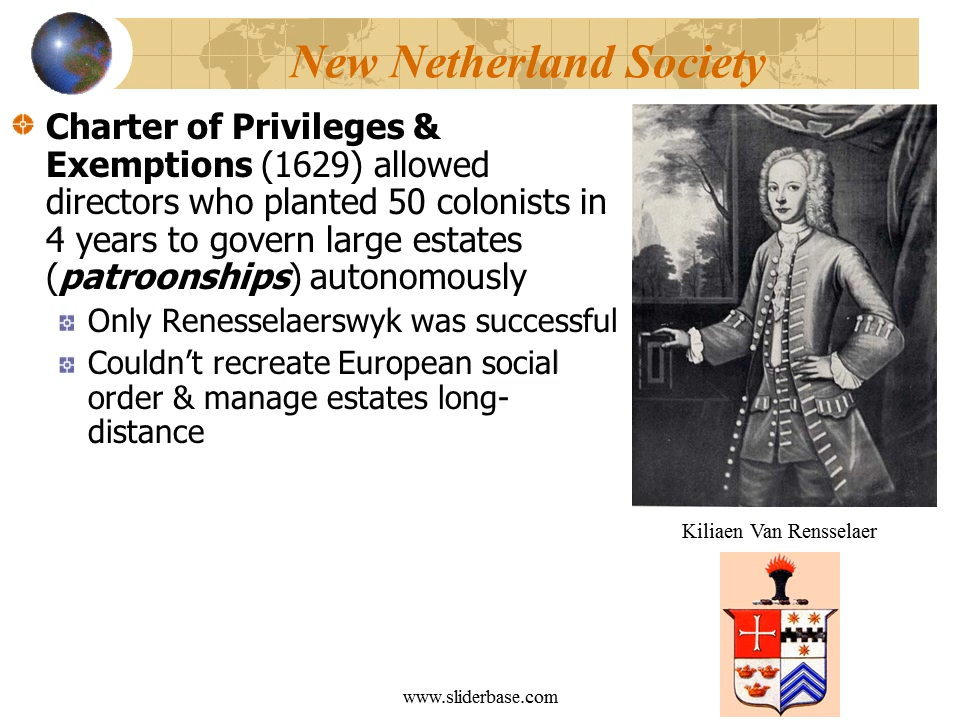 New Netherland Society
Charter of Privileges &
Exemptions (1629) allowed
directors who planted 50 colonists in
4 years to govern large estates
(patroonships) autonomously
Only Renesselaerswyk was successful
Couldn’t recreate European social
order & manage estates long-
distance
Kiliaen Van Rensselaer
www.sliderbase.com